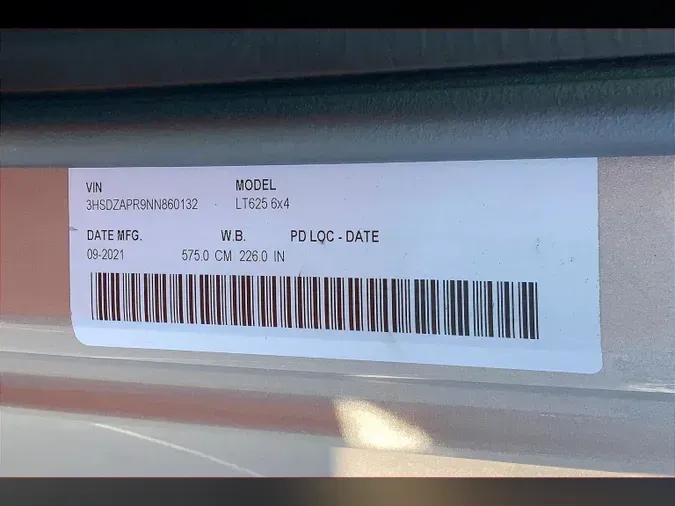 VIN MODEL
3HSDZAPR9NN860132 LT625 6x4
DATE MFG. W.B. PD LOC - DATE
09-2021 575.0 CM 226.0 IN